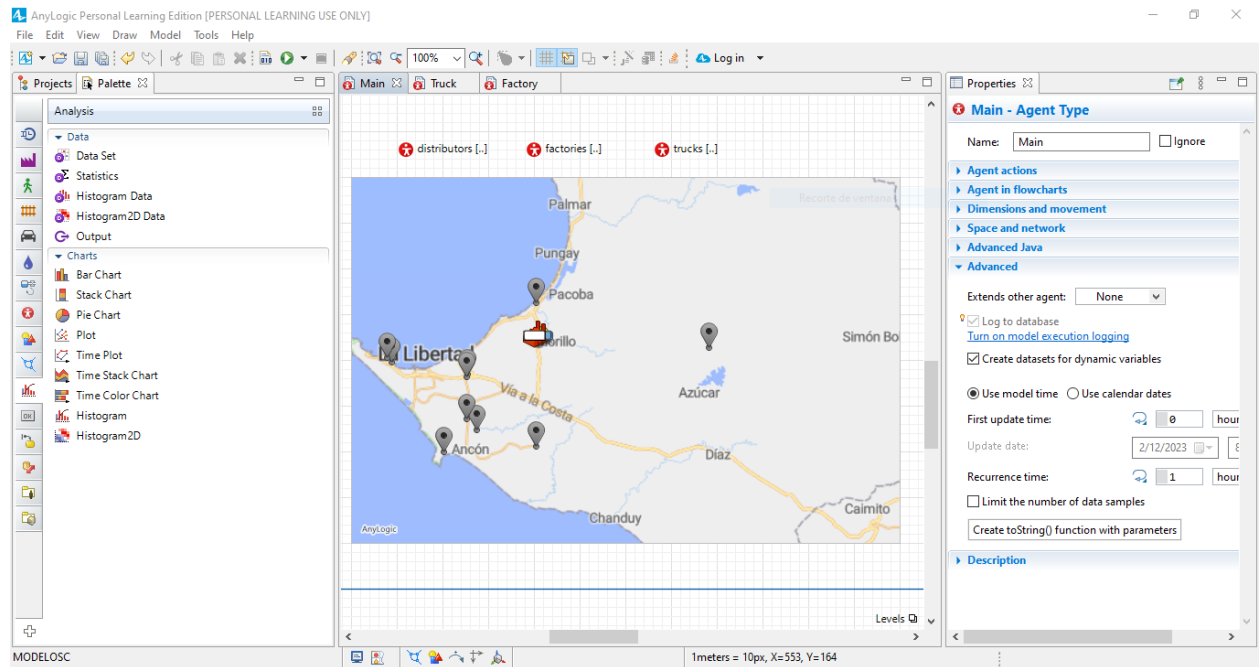 AnyLogic Personal Learning Edition [PERSONAL LEARNING USE ONLY]
File Edit View Draw Model Tools Help
100% Log in
Projects Palette
Main Truck Factory
Properties
Analysis
Data
Data Set
Statistics
Histogram Data
Histogram2D Data
Output
Charts
Bar Chart
Stack Chart
Pie Chart
Plot
Time Plot
Time Stack Chart
Time Color Chart
Histogram
Histogram2D
distributors [..] factories [..] trucks [..]
Recorte de ventana
Palmar
Pungay
Pacoba
Simón Bo
Libertad
Azúcar
Vía a la Costa
Ancón
Díaz
Caimito
Chanduy
AnyLogic
Levels
Main - Agent Type
Name: Main Ignore
Agent actions
Agent in flowcharts
Dimensions and movement
Space and network
Advanced Java
Advanced
Extends other agent: None
Log to database
Turn on model execution logging
Create datasets for dynamic variables
Use model time Use calendar dates
First update time: 0 hour
Update date: 2/12/2023 8
Recurrence time: 1 hour
Limit the number of data samples
Create toString() function with parameters
Description
MODELOSC
1meters = 10px, X=553, Y=164